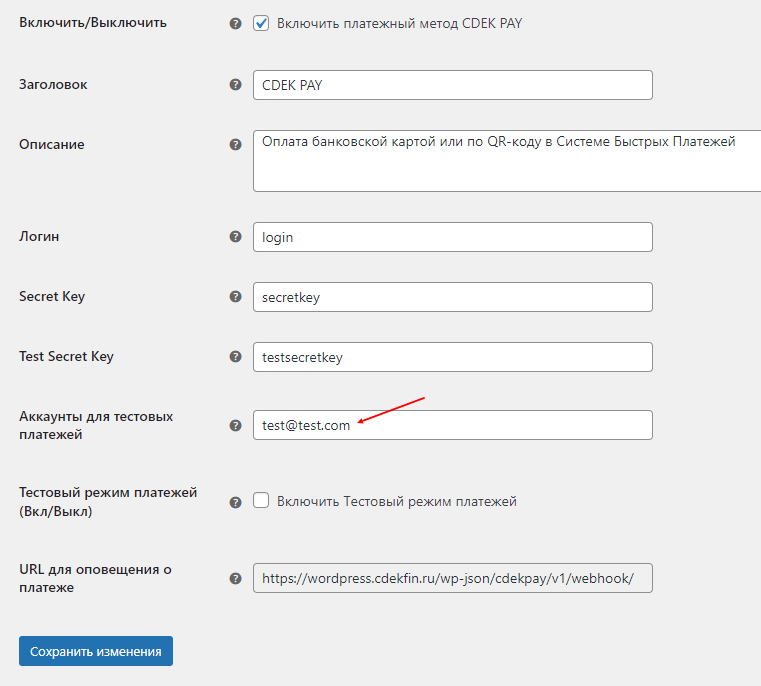 Включить/Выключить
Включить платежный метод CDEK PAY
Заголовок
CDEK PAY
Описание
Оплата банковской картой или по QR-коду в Системе Быстрых Платежей
Логин
login
Secret Key
secretkey
Test Secret Key
testsecretkey
Аккаунты для тестовых
платежей
test@test.com
Тестовый режим платежей
(Вкл/Выкл)
Включить Тестовый режим платежей
URL для оповещения о
платеже
https://wordpress.cdekfin.ru/wp-json/cdekpay/v1/webhook/
Сохранить изменения